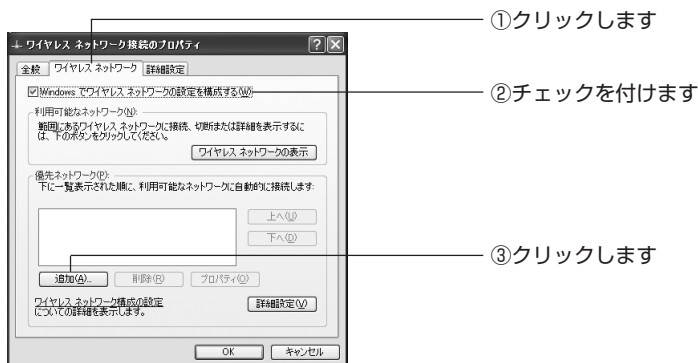 ①クリックします
ワイヤレス ネットワーク接続のプロパティ
全般 ワイヤレス ネットワーク 詳細設定
Windows でワイヤレス ネットワークの設定を構成する(W)
②チェックを付けます
利用可能なネットワーク(N):
範囲にあるワイヤレス ネットワークに接続、切断または詳細を表示するに
は、下のボタンをクリックしてください。
ワイヤレス ネットワークの表示
優先ネットワーク(P):
下に一覧表示された順に、利用可能なネットワークに自動的に接続します:
上へ(U)
下へ(D)
③クリックします
追加(A)... 削除(R) プロパティ(O)
ワイヤレス ネットワーク構成の設定
についての詳細を表示します。
詳細設定(V)
OK キャンセル